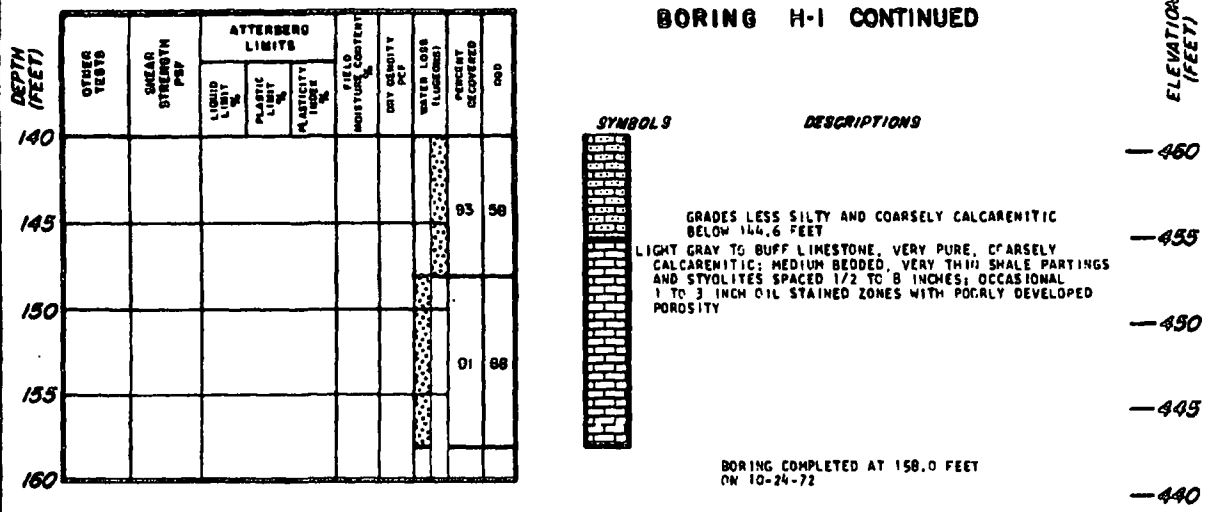 BORING H-1 CONTINUED
DEPTH (FEET)
OTHER TESTS
SHEAR STRENGTH PSF
ATTERBERG LIMITS
LIQUID LIMIT %
PLASTIC LIMIT %
PLASTICITY INDEX %
FIELD MOISTURE CONTENT %
DRY DENSITY PCF
WATER LOSS (LUGEONS)
PERCENT RECOVERED
RQD
ELEVATION (FEET)
SYMBOLS DESCRIPTIONS
140
460
145
93
455
GRADES LESS SILTY AND COARSELY CALCARENITIC
BELOW 144.6 FEET
LIGHT GRAY TO BUFF LIMESTONE, VERY PURE, COARSELY
CALCARENITIC; MEDIUM BEDDED, VERY THIN SHALE PARTINGS
AND STYOLITES SPACED 1/2 TO 8 INCHES; OCCASIONAL
1 TO 3 INCH OIL STAINED ZONES WITH POORLY DEVELOPED
POROSITY
150
450
91
155
445
BORING COMPLETED AT 158.0 FEET
ON 10-24-72
160
440